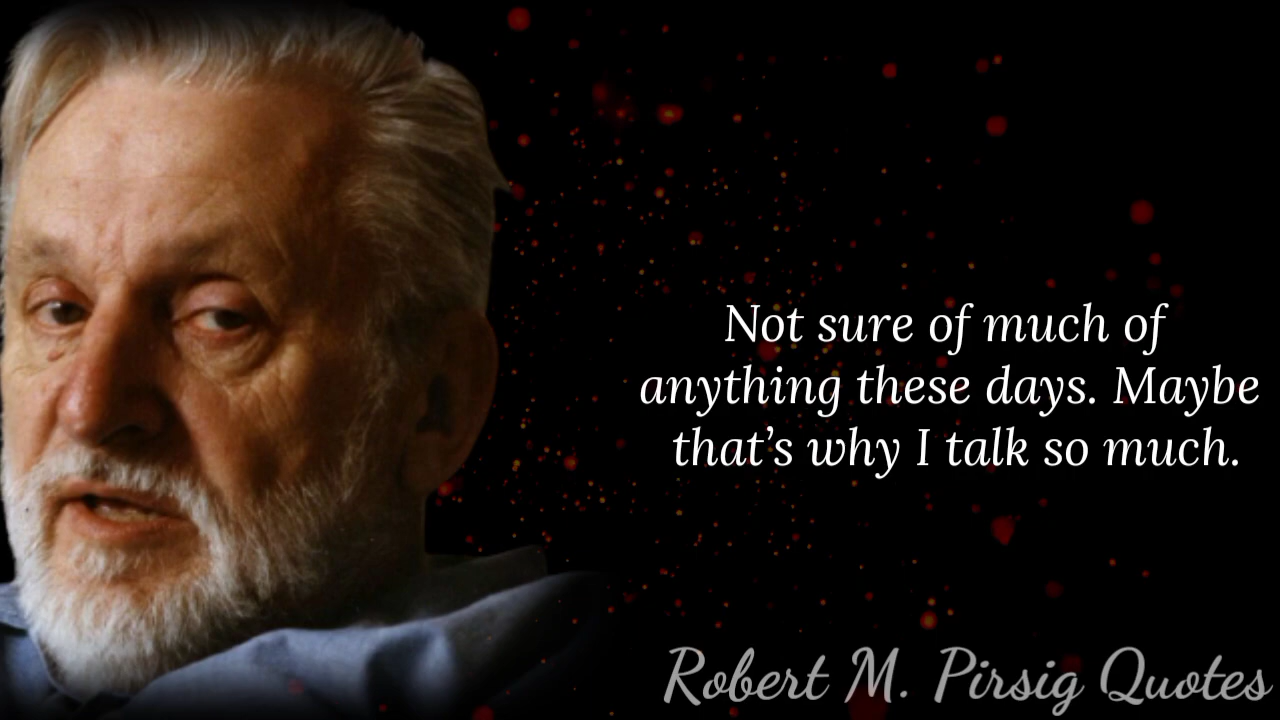 Not sure of much of
anything these days. Maybe
that’s why I talk so much.
Robert M. Pirsig Quotes